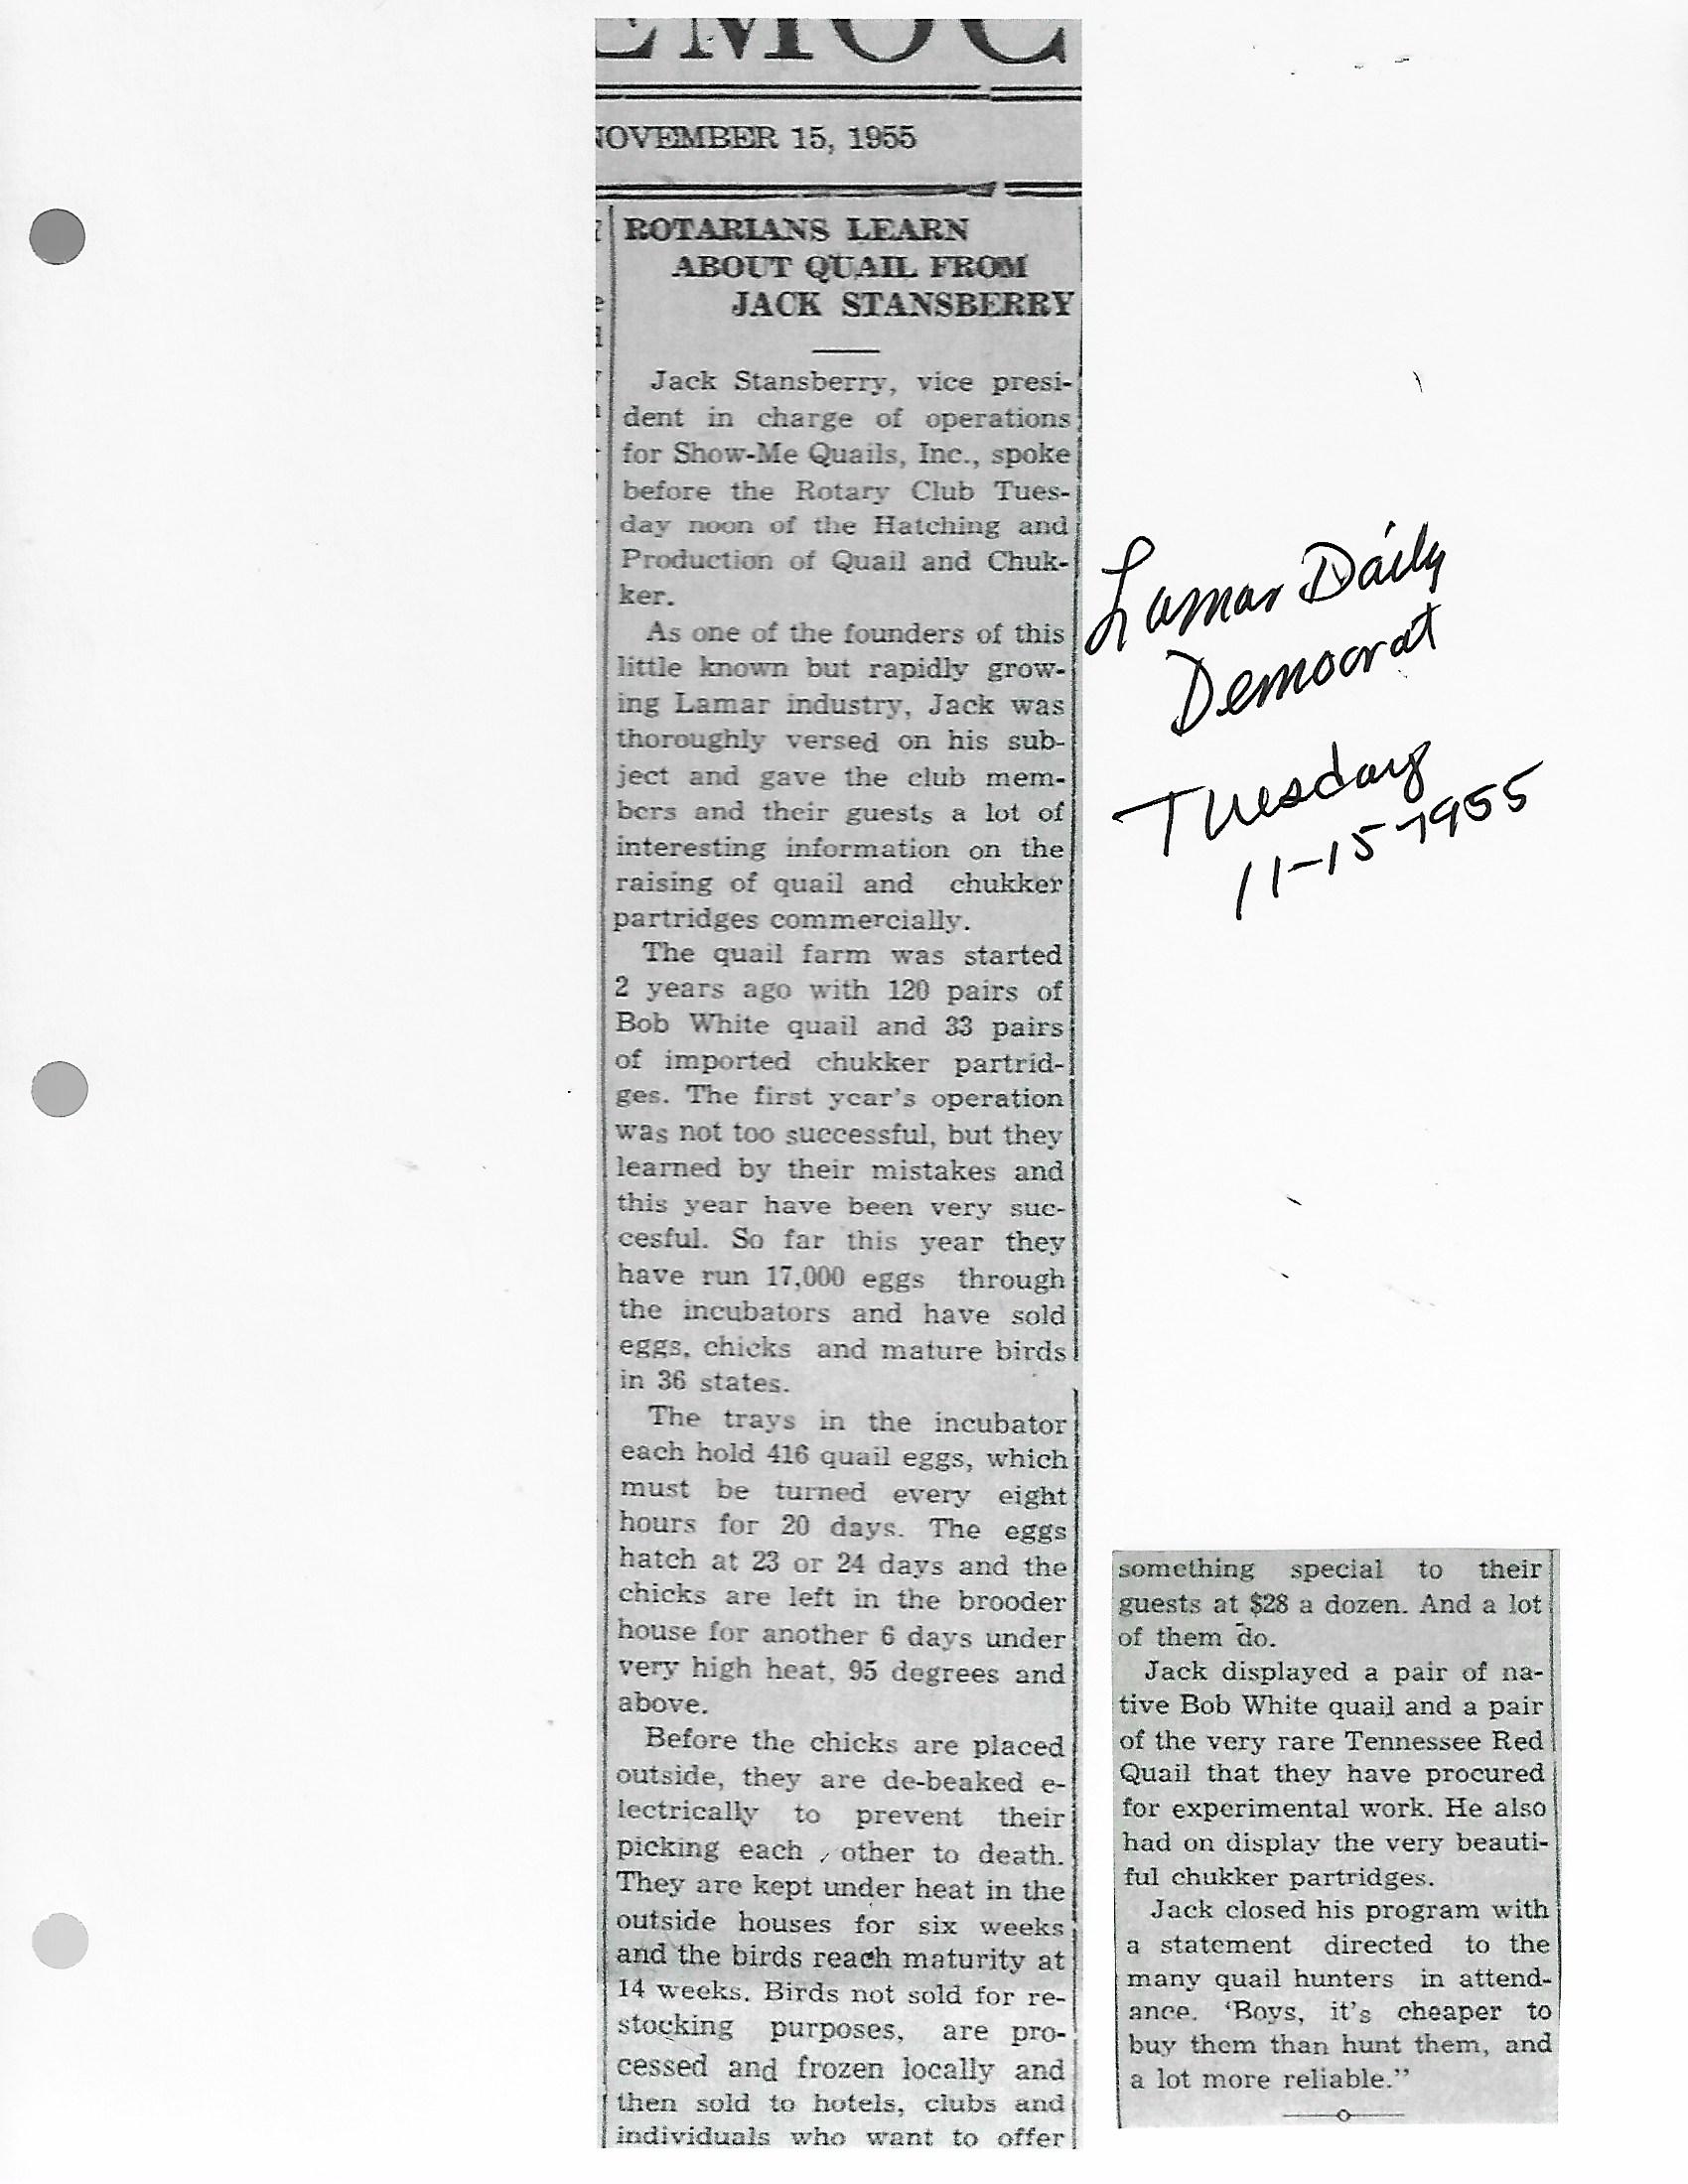 EMOC
NOVEMBER 15, 1955
ROTARIANS LEARN
ABOUT QUAIL FROM
JACK STANSBERRY
Jack Stansberry, vice presi-
dent in charge of operations
for Show-Me Quails, Inc., spoke
before the Rotary Club Tues-
day noon of the Hatching and
Production of Quail and Chuk-
ker.
As one of the founders of this
little known but rapidly grow-
ing Lamar industry, Jack was
thoroughly versed on his sub-
ject and gave the club mem-
bers and their guests a lot of
interesting information on the
raising of quail and chukker
partridges commercially.
The quail farm was started
2 years ago with 120 pairs of
Bob White quail and 33 pairs
of imported chukker partrid-
ges. The first year's operation
was not too successful, but they
learned by their mistakes and
this year have been very suc-
cesful. So far this year they
have run 17,000 eggs through
the incubators and have sold
eggs, chicks and mature birds
in 36 states.
The trays in the incubator
each hold 416 quail eggs, which
must be turned every eight
hours for 20 days. The eggs
hatch at 23 or 24 days and the
chicks are left in the brooder
house for another 6 days under
very high heat, 95 degrees and
above.
Before the chicks are placed
outside, they are de-beaked e-
lectrically to prevent their
picking each other to death.
They are kept under heat in the
outside houses for six weeks
and the birds reach maturity at
14 weeks. Birds not sold for re-
stocking purposes, are pro-
cessed and frozen locally and
then sold to hotels, clubs and
individuals who want to offer
something special to their
guests at $28 a dozen. And a lot
of them do.
Jack displayed a pair of na-
tive Bob White quail and a pair
of the very rare Tennessee Red
Quail that they have procured
for experimental work. He also
had on display the very beauti-
ful chukker partridges.
Jack closed his program with
a statement directed to the
many quail hunters in attend-
ance. 'Boys, it's cheaper to
buy them than hunt them, and
a lot more reliable."
Lamar Daily
Democrat
Tuesday
11-15-1955